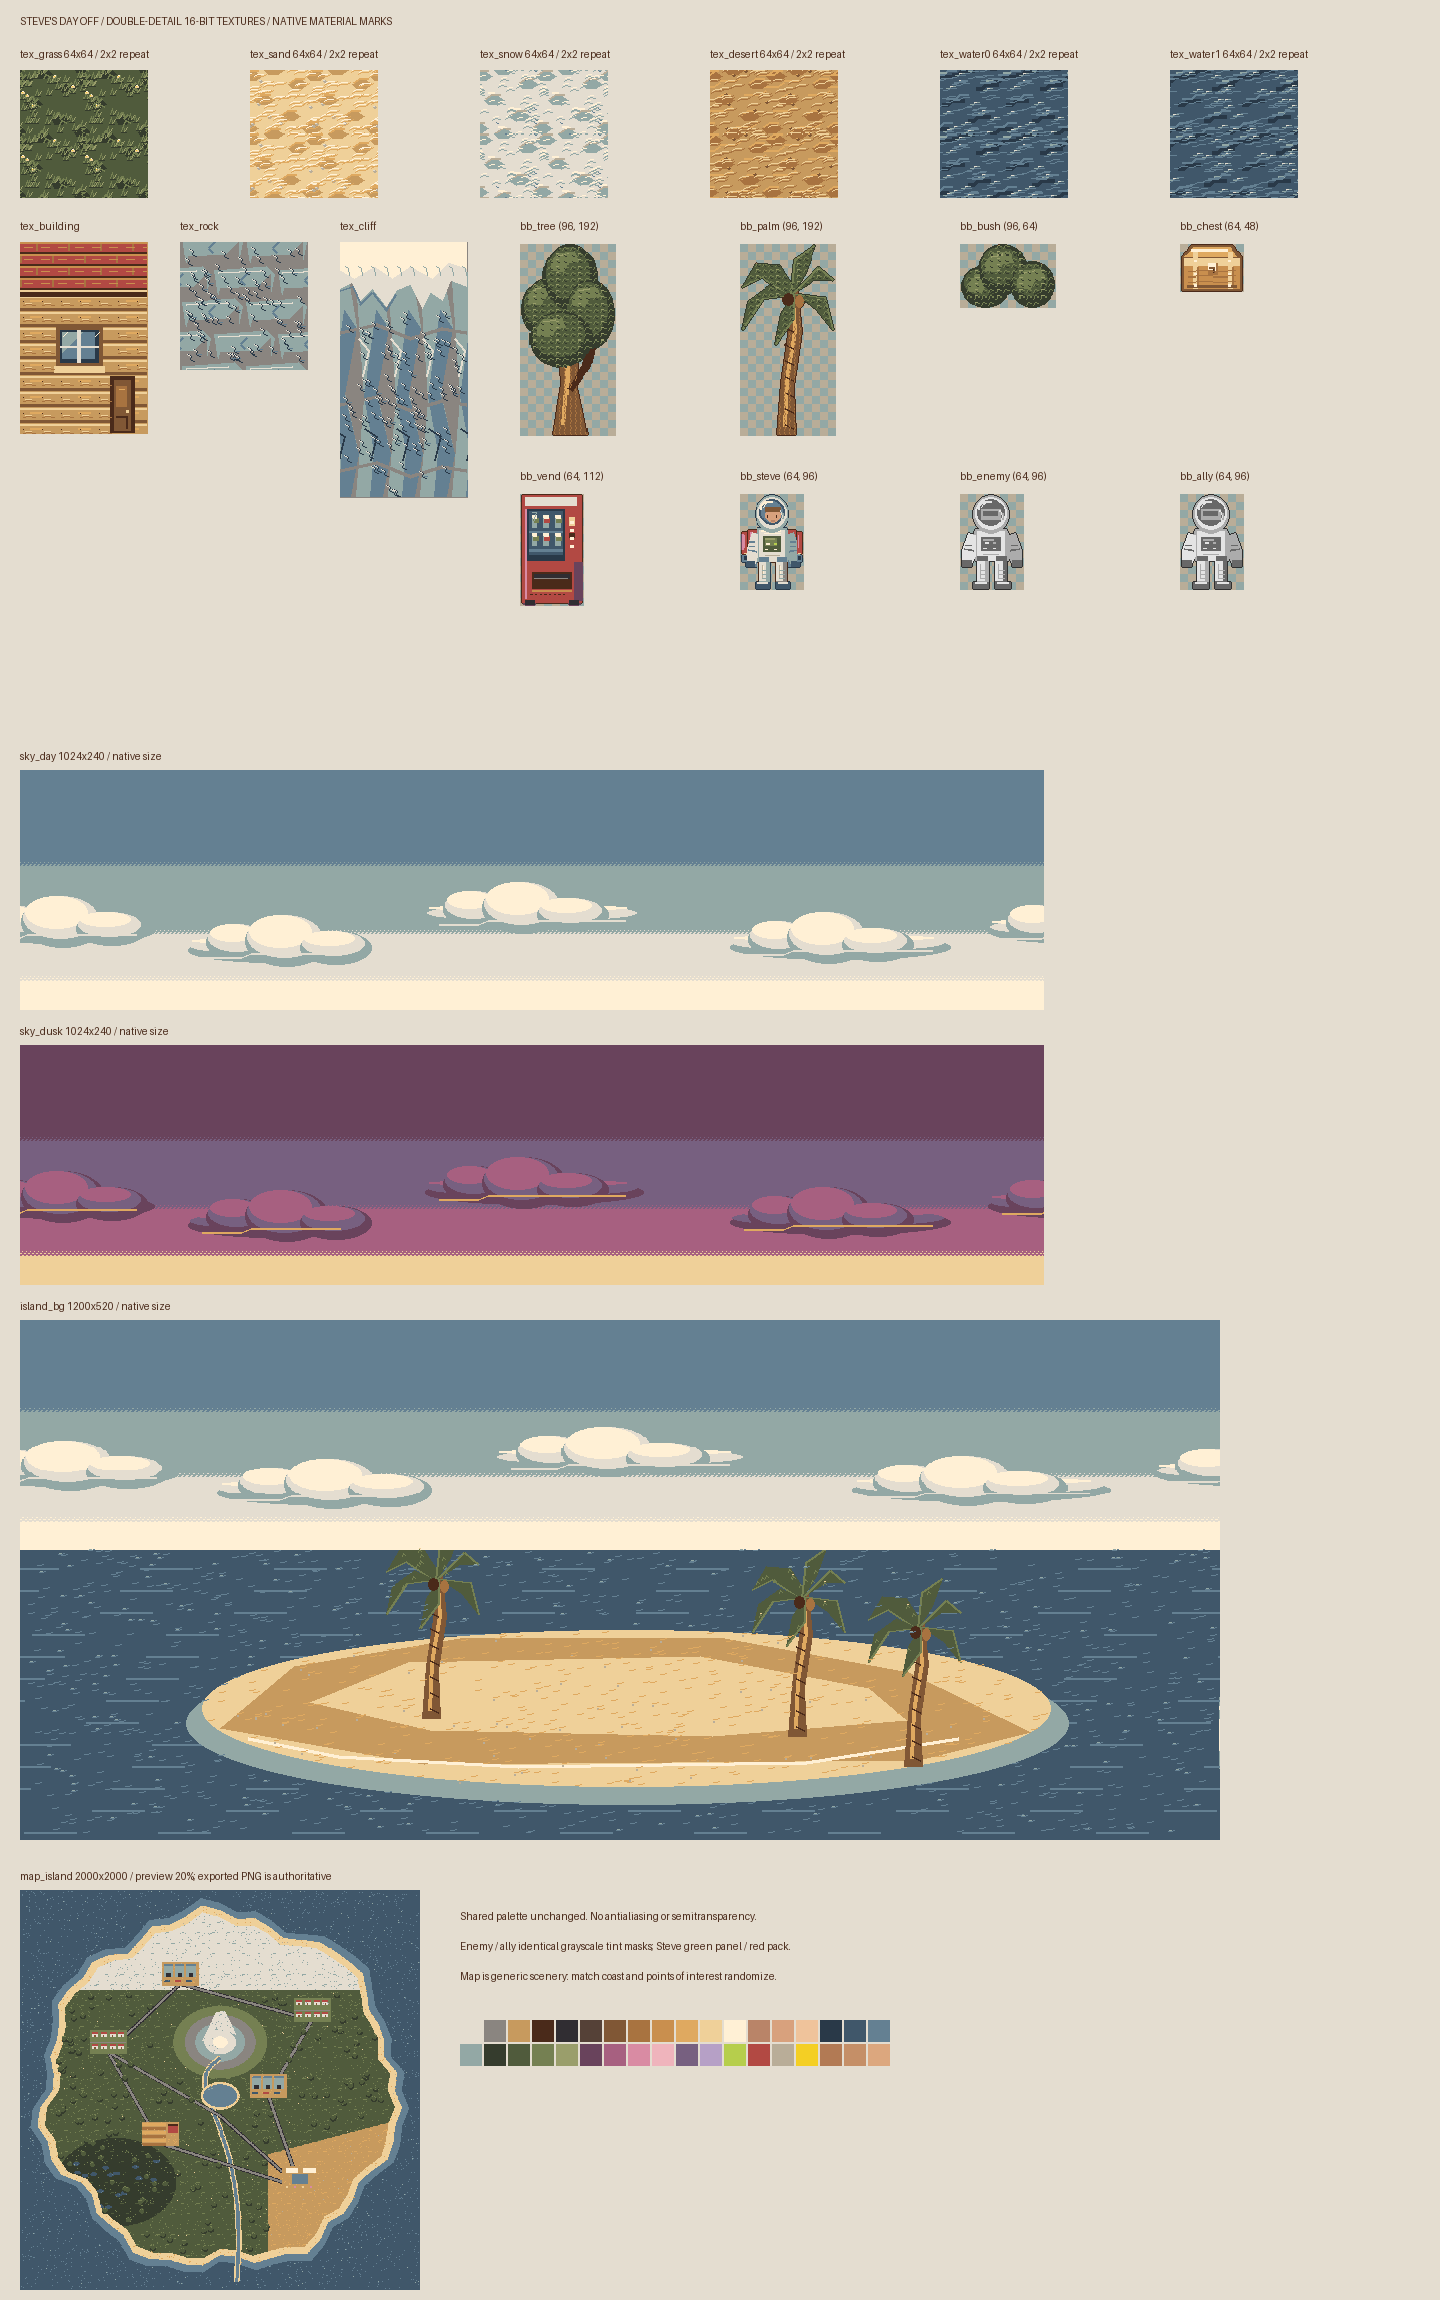 STEVE'S DAY OFF / DOUBLE-DETAIL 16-BIT TEXTURES / NATIVE MATERIAL MARKS
tex_grass 64x64 / 2x2 repeat
tex_sand 64x64 / 2x2 repeat
tex_snow 64x64 / 2x2 repeat
tex_desert 64x64 / 2x2 repeat
tex_water0 64x64 / 2x2 repeat
tex_water1 64x64 / 2x2 repeat
tex_building
tex_rock
tex_cliff
bb_tree (96, 192)
bb_palm (96, 192)
bb_bush (96, 64)
bb_chest (64, 48)
bb_vend (64, 112)
bb_steve (64, 96)
bb_enemy (64, 96)
bb_ally (64, 96)
sky_day 1024x240 / native size
sky_dusk 1024x240 / native size
island_bg 1200x520 / native size
map_island 2000x2000 / preview 20%; exported PNG is authoritative
Shared palette unchanged. No antialiasing or semitransparency.
Enemy / ally identical grayscale tint masks; Steve green panel / red pack.
Map is generic scenery: match coast and points of interest randomize.